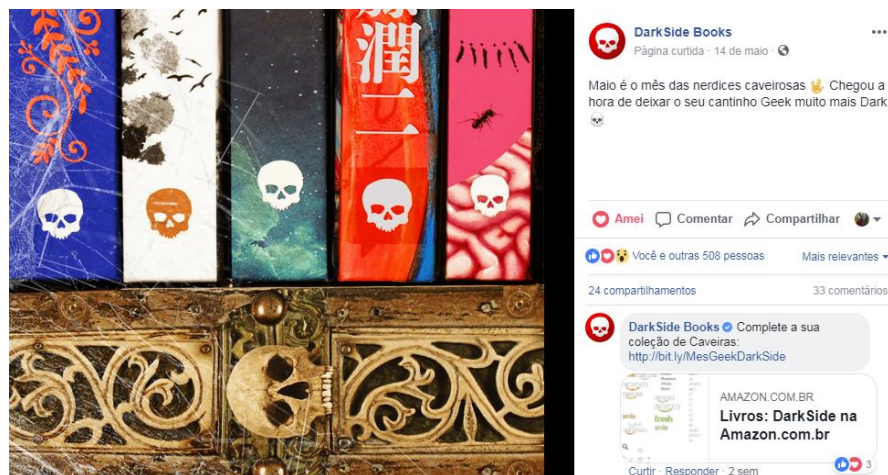 潤二
DarkSide Books
Página curtida · 14 de maio ·
Maio é o mês das nerdices caveirosas 🖖 Chegou a
hora de deixar o seu cantinho Geek muito mais Dark
☠
Amei Comentar Compartilhar
Você e outras 508 pessoas Mais relevantes
24 compartilhamentos 33 comentários
DarkSide Books Complete a sua
coleção de Caveiras:
http://bit.ly/MesGeekDarkSide
AMAZON.COM.BR
Livros: DarkSide na
Amazon.com.br
fresh
Curtir · Responder · 2 sem
3